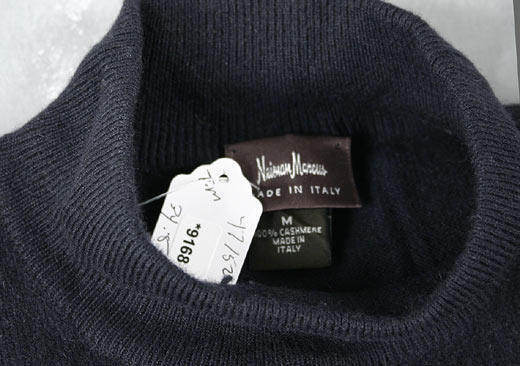 Neiman Marcus
MADE IN ITALY
M
100% CASHMERE
MADE IN
ITALY
*9168